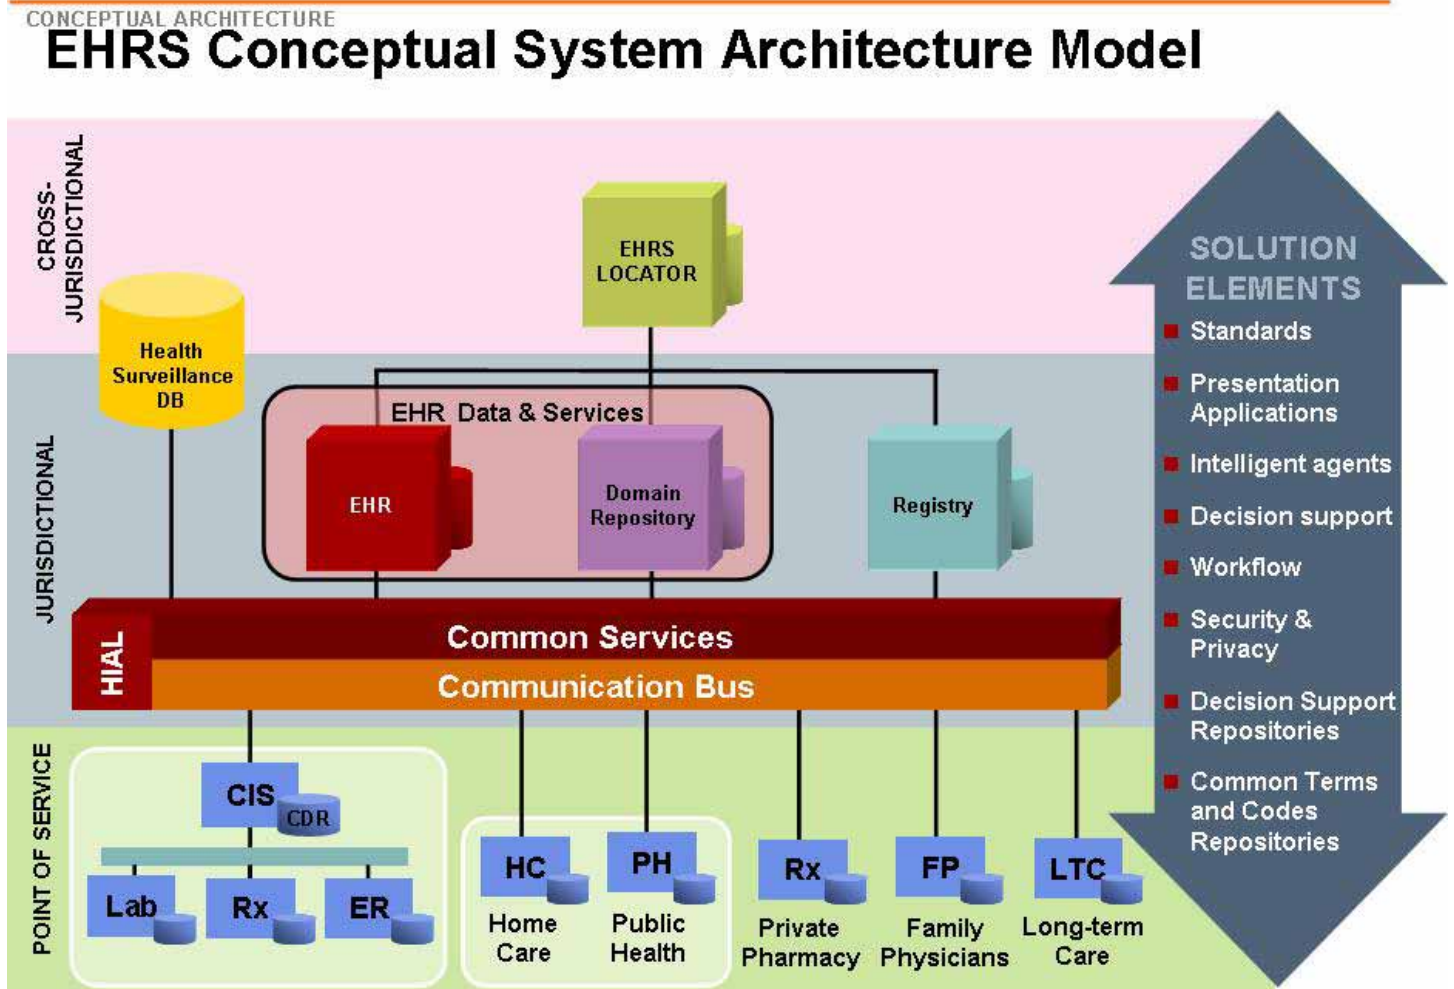 CONCEPTUAL ARCHITECTURE
EHRS Conceptual System Architecture Model
CROSS-
JURISDICTIONAL
EHRS
LOCATOR
Health
Surveillance
DB
JURISDICTIONAL
EHR Data & Services
EHR
Domain
Repository
Registry
HIAL
Common Services
Communication Bus
POINT OF SERVICE
CIS
CDR
Lab
Rx
ER
HC
Home
Care
PH
Public
Health
Rx
Private
Pharmacy
FP
Family
Physicians
LTC
Long-term
Care
SOLUTION
ELEMENTS
Standards
Presentation
Applications
Intelligent agents
Decision support
Workflow
Security &
Privacy
Decision Support
Repositories
Common Terms
and Codes
Repositories